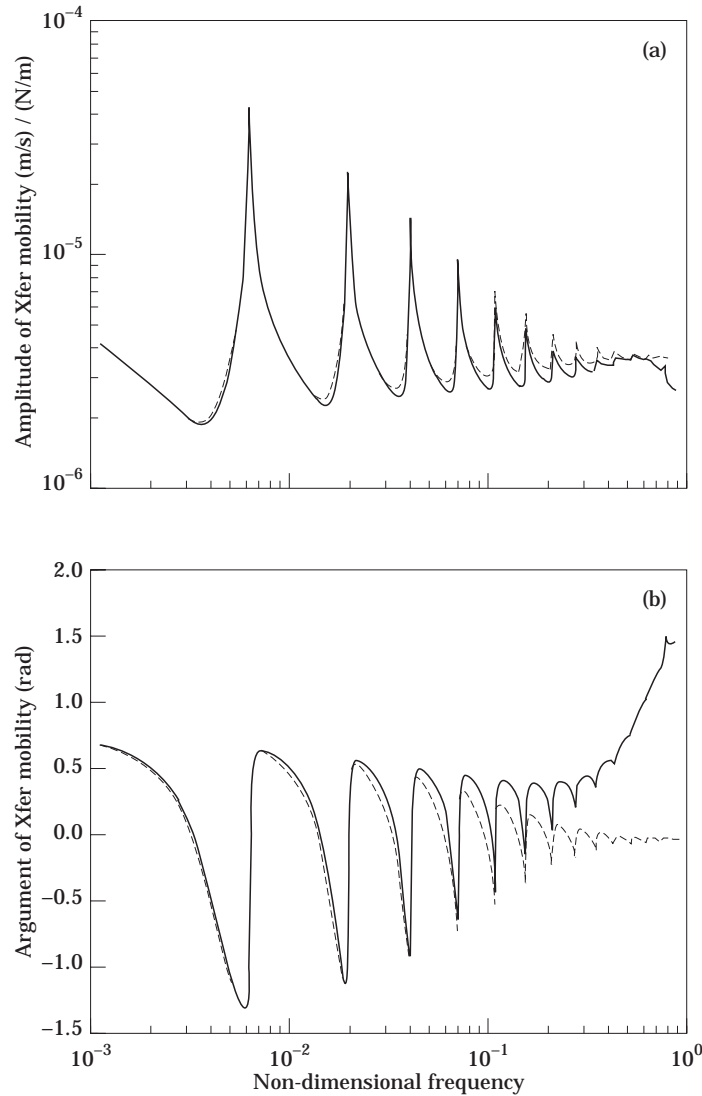 10⁻⁴
(a)
Amplitude of Xfer mobility (m/s) / (N/m)
10⁻⁵
10⁻⁶
2.0
(b)
1.5
1.0
Argument of Xfer mobility (rad)
0.5
0.0
−0.5
−1.0
−1.5
10⁻³ 10⁻² 10⁻¹ 10⁰
Non-dimensional frequency